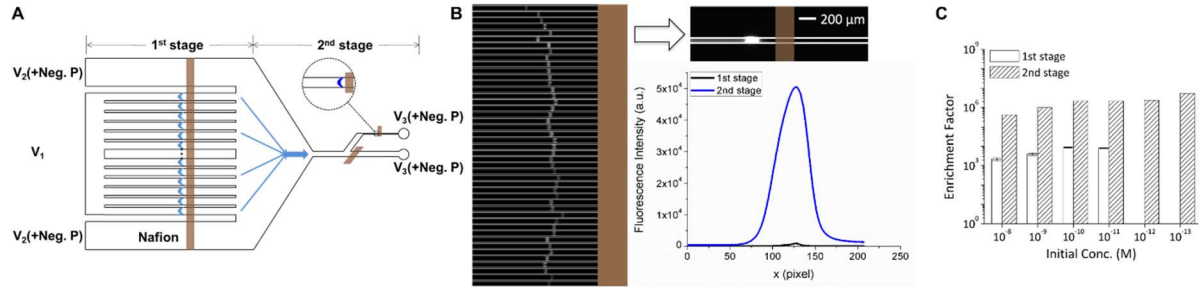 A
1st stage
2nd stage
V2(+Neg. P)
V1
V2(+Neg. P)
Nafion
V3(+Neg. P)
V3(+Neg. P)
B
200 µm
1st stage
2nd stage
Fluorescence Intensity (a.u.)
5x10^4
4x10^4
3x10^4
2x10^4
1x10^4
0
0 50 100 150 200 250
x (pixel)
C
1st stage
2nd stage
Enrichment Factor
10^9
10^6
10^3
10^0
10^-8 10^-9 10^-10 10^-11 10^-12 10^-13
Initial Conc. (M)